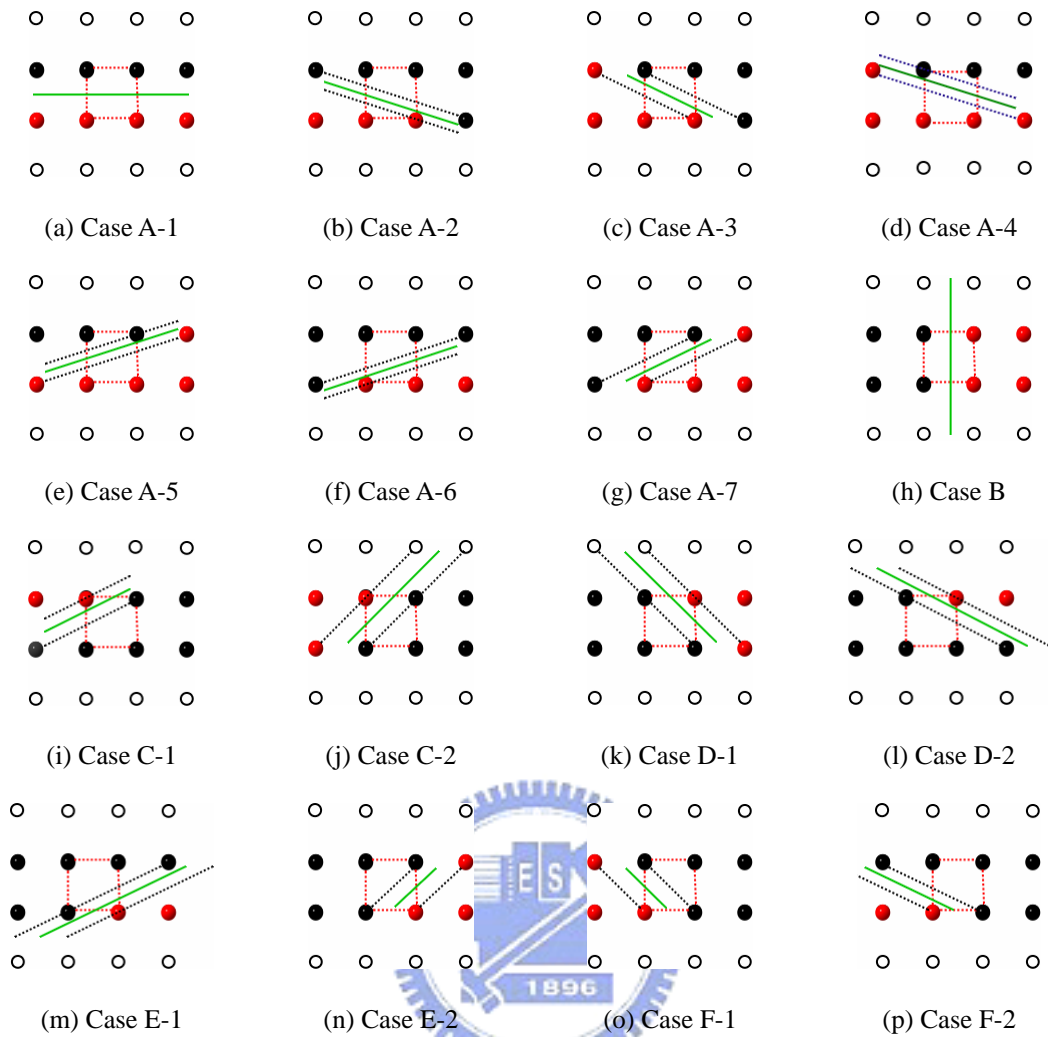 (a) Case A-1 (b) Case A-2 (c) Case A-3 (d) Case A-4
(e) Case A-5 (f) Case A-6 (g) Case A-7 (h) Case B
(i) Case C-1 (j) Case C-2 (k) Case D-1 (l) Case D-2
E S
1896
(m) Case E-1 (n) Case E-2 (o) Case F-1 (p) Case F-2